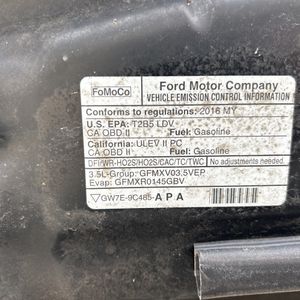 FoMoCo
Ford Motor Company
VEHICLE EMISSION CONTROL INFORMATION
Conforms to regulations: 2016 MY
U.S. EPA: T2B5 LDV
CA OBD II Fuel: Gasoline
California: ULEV II PC
CA OBD II Fuel: Gasoline
DFI/WR-HO2S/HO2S/CAC/TC/TWC No adjustments needed.
3.5L-Group: GFMXV03.5VEP
Evap: GFMXR0145GBV
GW7E-9C485-APA